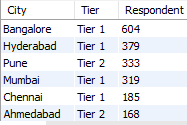 City Tier Respondent
Bangalore Tier 1 604
Hyderabad Tier 1 379
Pune Tier 2 333
Mumbai Tier 1 319
Chennai Tier 1 185
Ahmedabad Tier 2 168